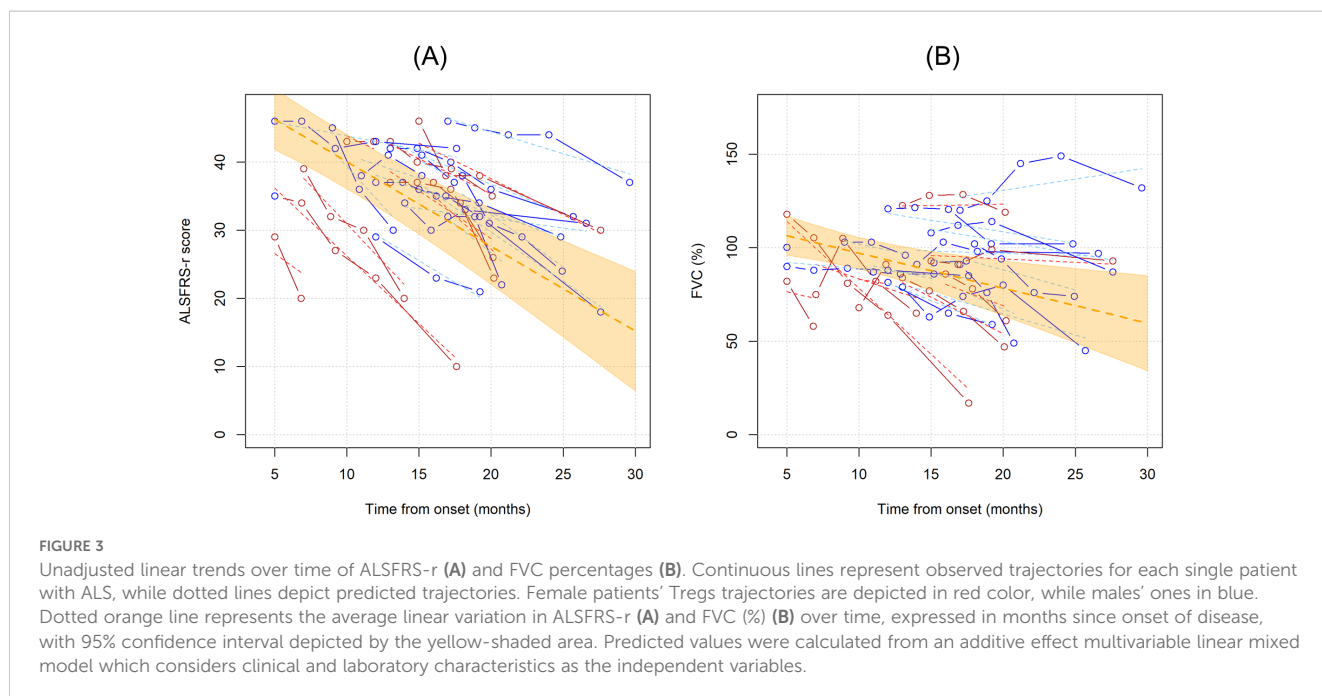 (A)
(B)
ALSFRS-r score
0
10
20
30
40
5
10
15
20
25
30
Time from onset (months)
FVC (%)
0
50
100
150
5
10
15
20
25
30
Time from onset (months)
FIGURE 3
Unadjusted linear trends over time of ALSFRS-r (A) and FVC percentages (B). Continuous lines represent observed trajectories for each single patient
with ALS, while dotted lines depict predicted trajectories. Female patients' Tregs trajectories are depicted in red color, while males' ones in blue.
Dotted orange line represents the average linear variation in ALSFRS-r (A) and FVC (%) (B) over time, expressed in months since onset of disease,
with 95% confidence interval depicted by the yellow-shaded area. Predicted values were calculated from an additive effect multivariable linear mixed
model which considers clinical and laboratory characteristics as the independent variables.